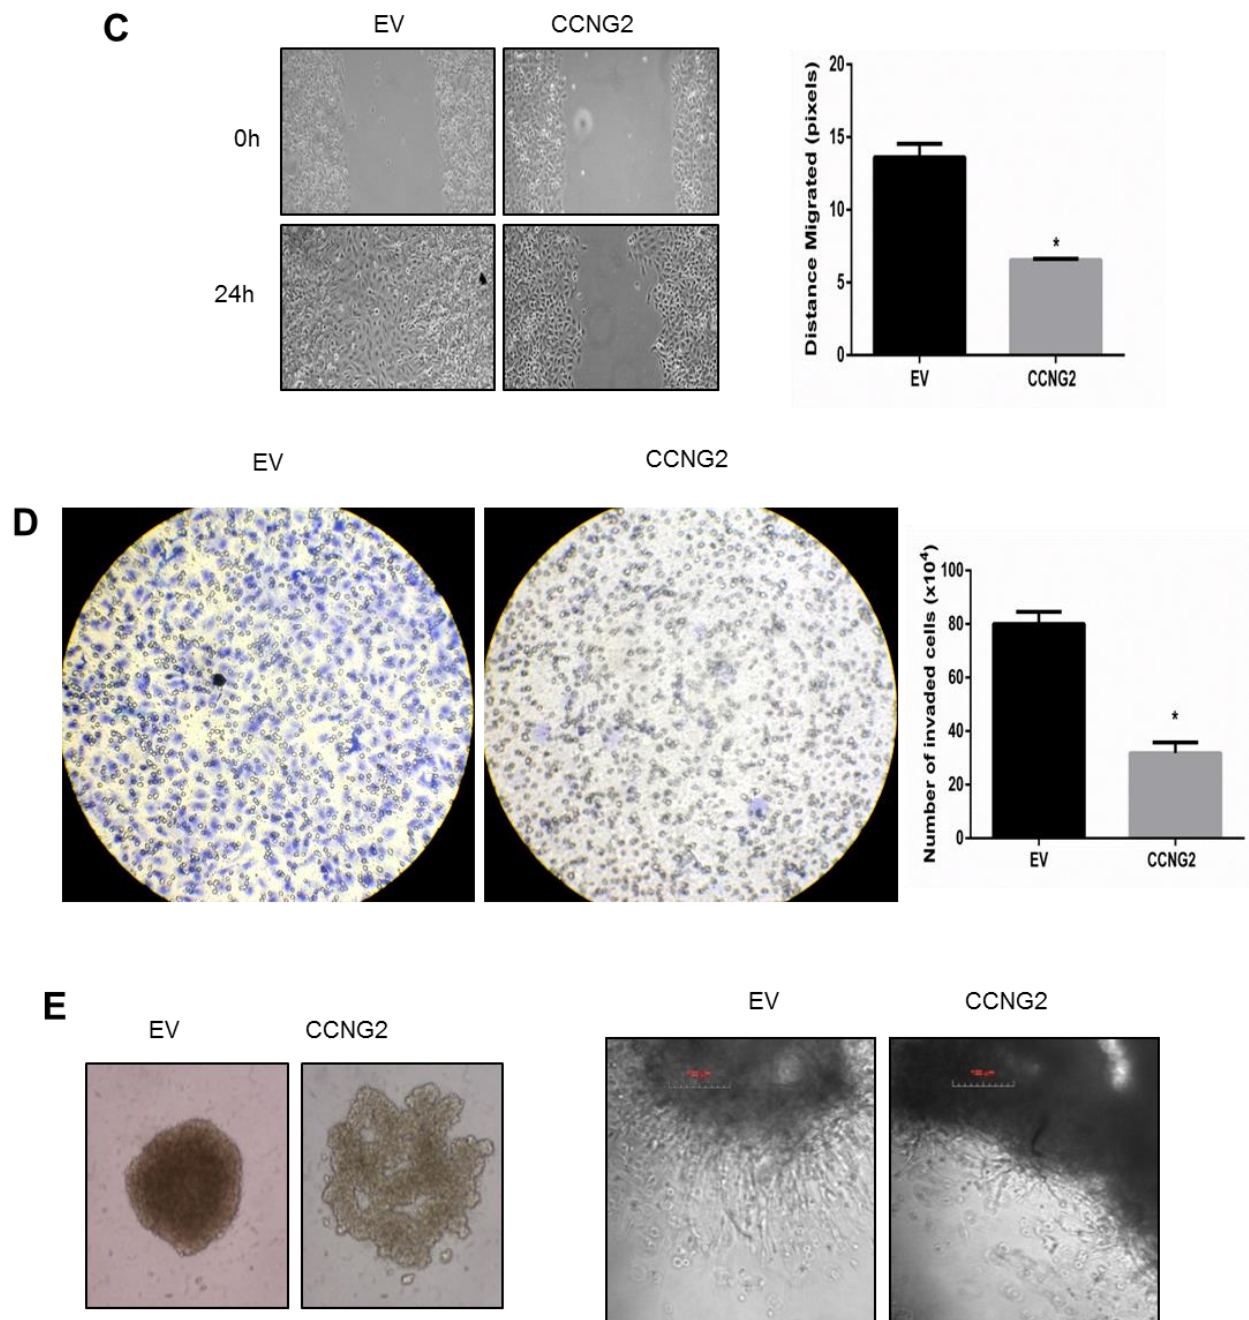 C
EV
CCNG2
0h
24h
Distance Migrated (pixels)
20
15
10
5
0
*
EV
CCNG2
D
EV
CCNG2
Number of invaded cells (x10⁴)
100
80
60
40
20
0
*
EV
CCNG2
E
EV
CCNG2
EV
CCNG2